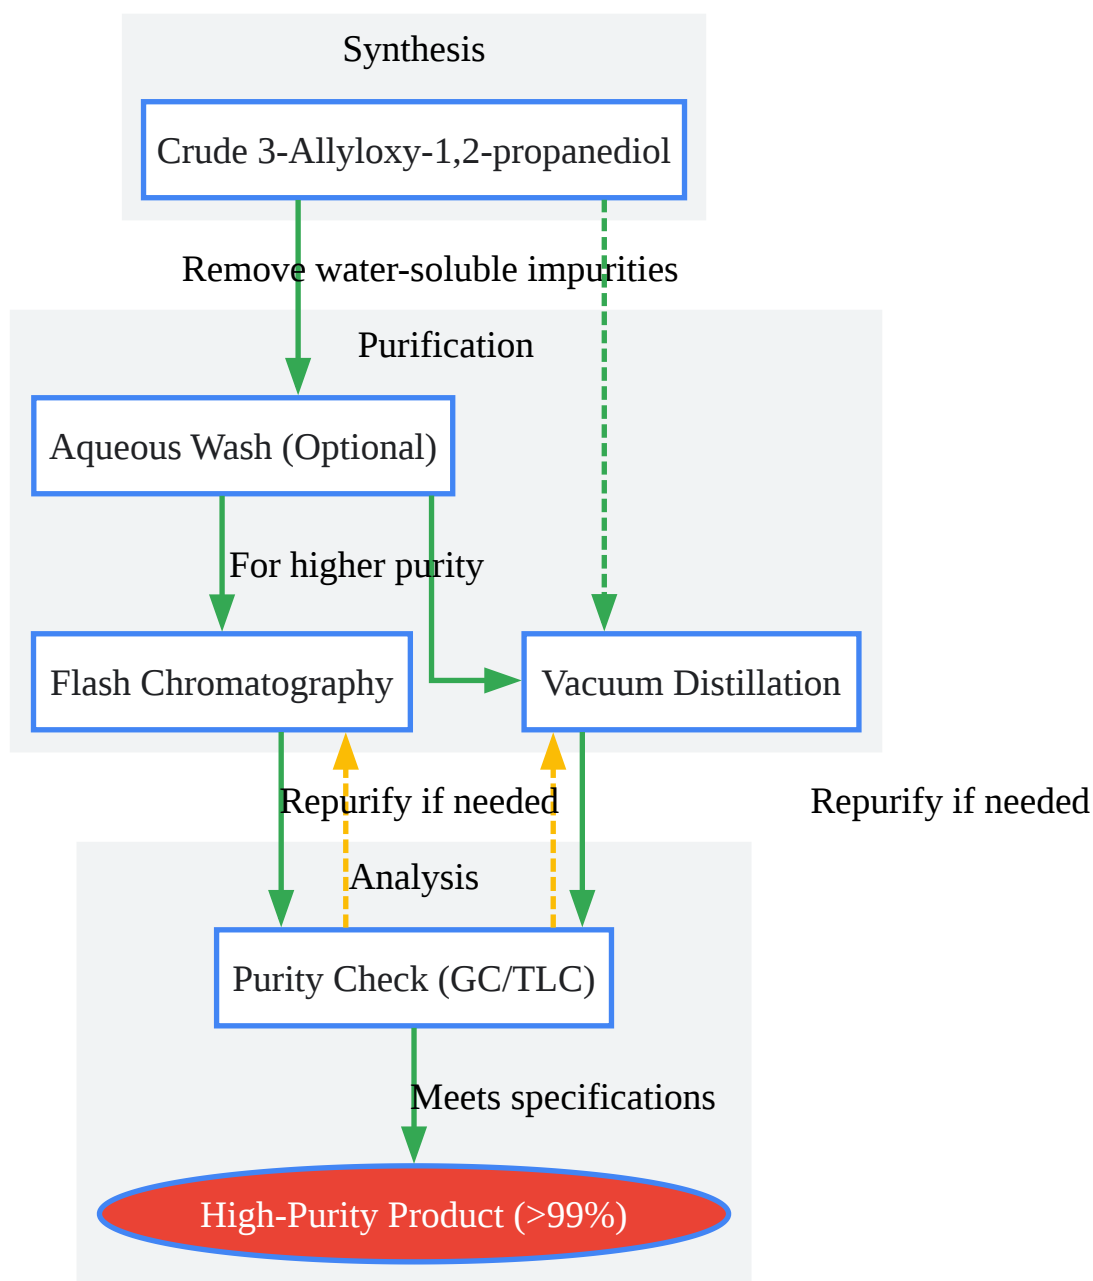 Synthesis
Crude 3-Allyloxy-1,2-propanediol
Remove water-soluble impurities
Purification
Aqueous Wash (Optional)
For higher purity
Flash Chromatography
Vacuum Distillation
Repurify if needed
Repurify if needed
Analysis
Purity Check (GC/TLC)
Meets specifications
High-Purity Product (>99%)